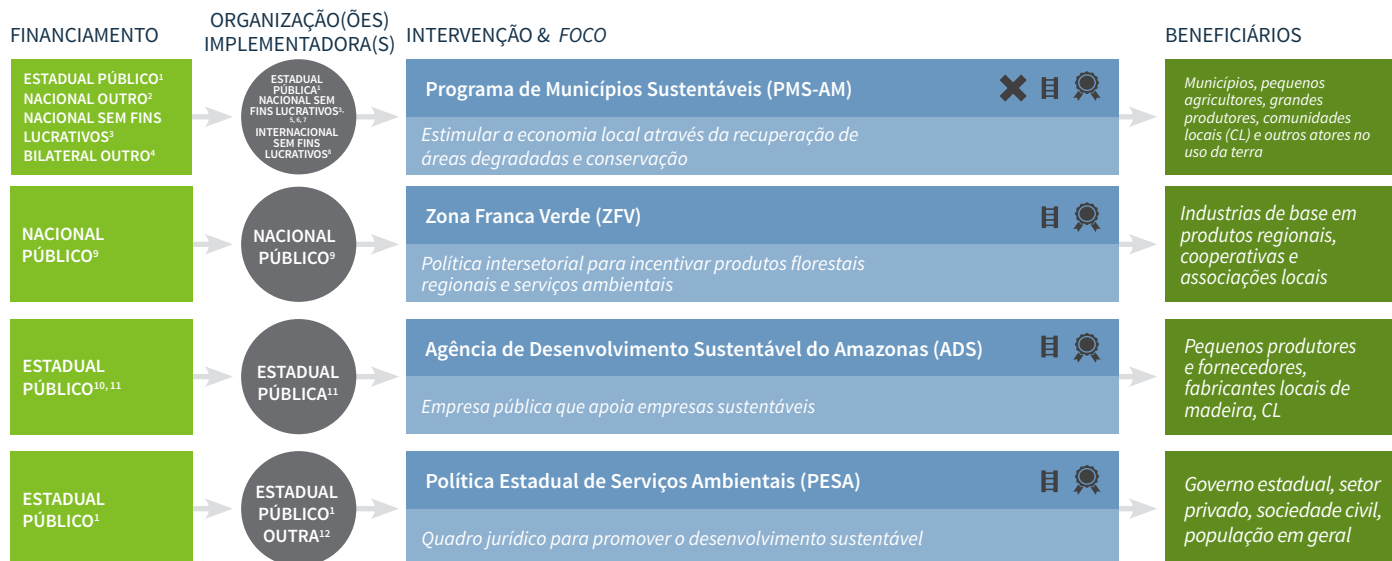 FINANCIAMENTO
ORGANIZAÇÃO(ÕES)
IMPLEMENTADORA(S)
INTERVENÇÃO & FOCO
BENEFICIÁRIOS
ESTADUAL PÚBLICO¹
NACIONAL OUTRO²
NACIONAL SEM FINS
LUCRATIVOS³
BILATERAL OUTRO⁴
ESTADUAL
PÚBLICA¹
NACIONAL SEM
FINS LUCRATIVOS³,
⁵, ⁶, ⁷
INTERNACIONAL
SEM FINS
LUCRATIVOS⁸
Programa de Municípios Sustentáveis (PMS-AM)
Estimular a economia local através da recuperação de
áreas degradadas e conservação
Municípios, pequenos
agricultores, grandes
produtores, comunidades
locais (CL) e outros atores no
uso da terra
NACIONAL
PÚBLICO⁹
NACIONAL
PÚBLICO⁹
Zona Franca Verde (ZFV)
Política intersetorial para incentivar produtos florestais
regionais e serviços ambientais
Industrias de base em
produtos regionais,
cooperativas e
associações locais
ESTADUAL
PÚBLICO¹⁰, ¹¹
ESTADUAL
PÚBLICA¹¹
Agência de Desenvolvimento Sustentável do Amazonas (ADS)
Empresa pública que apoia empresas sustentáveis
Pequenos produtores
e fornecedores,
fabricantes locais de
madeira, CL
ESTADUAL
PÚBLICO¹
ESTADUAL
PÚBLICO¹
OUTRA¹²
Política Estadual de Serviços Ambientais (PESA)
Quadro jurídico para promover o desenvolvimento sustentável
Governo estadual, setor
privado, sociedade civil,
população em geral